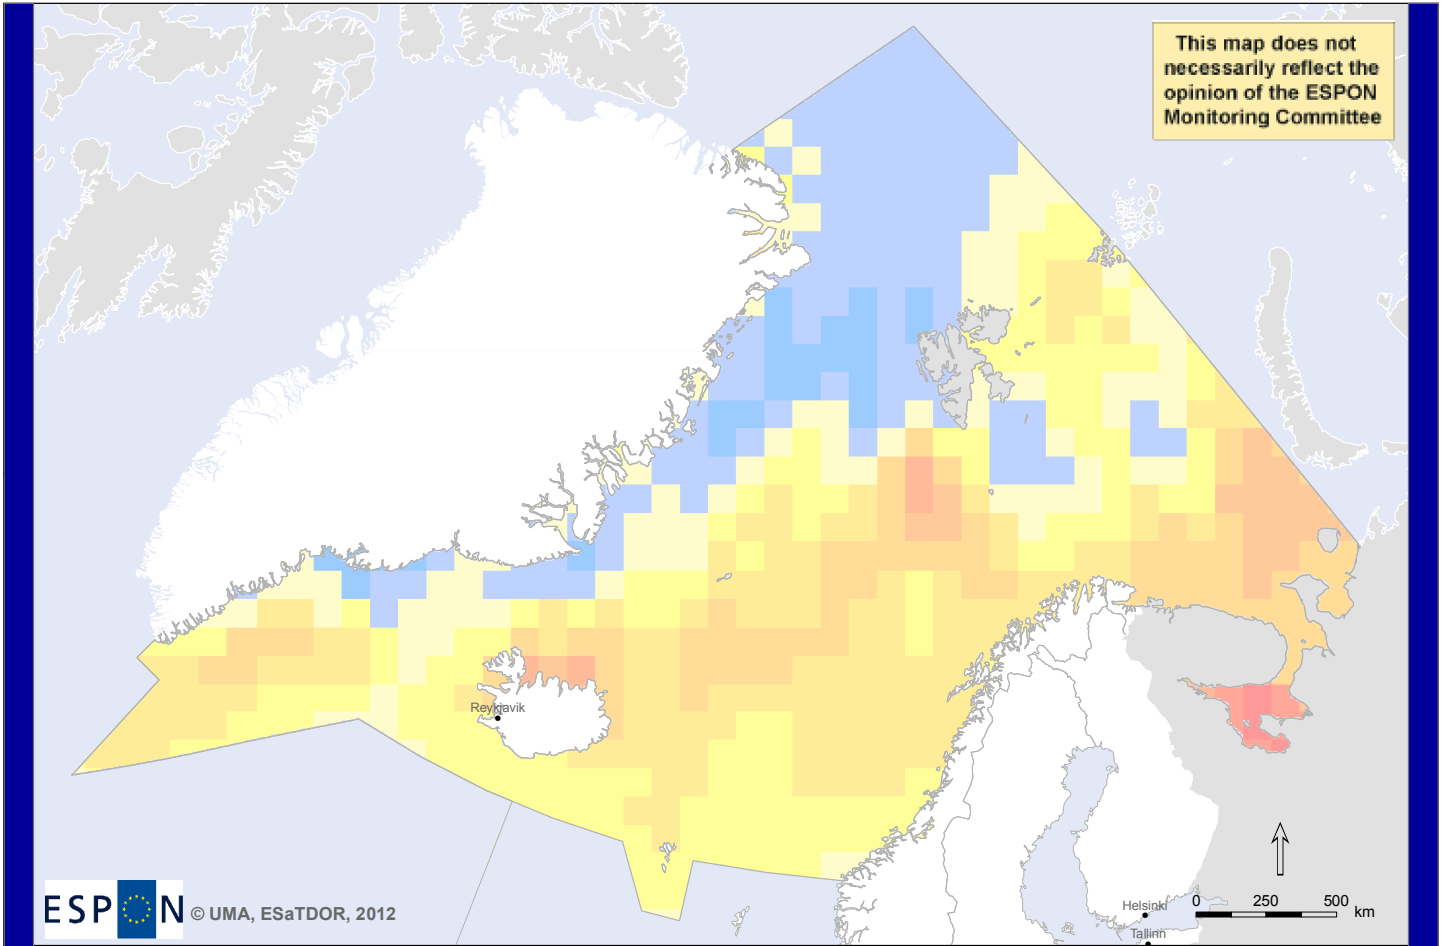 This map does not
necessarily reflect the
opinion of the ESPON
Monitoring Committee
Reykjavik
Helsinki
Tallinn
0 250 500
km
ESPON
© UMA, ESaTDOR, 2012